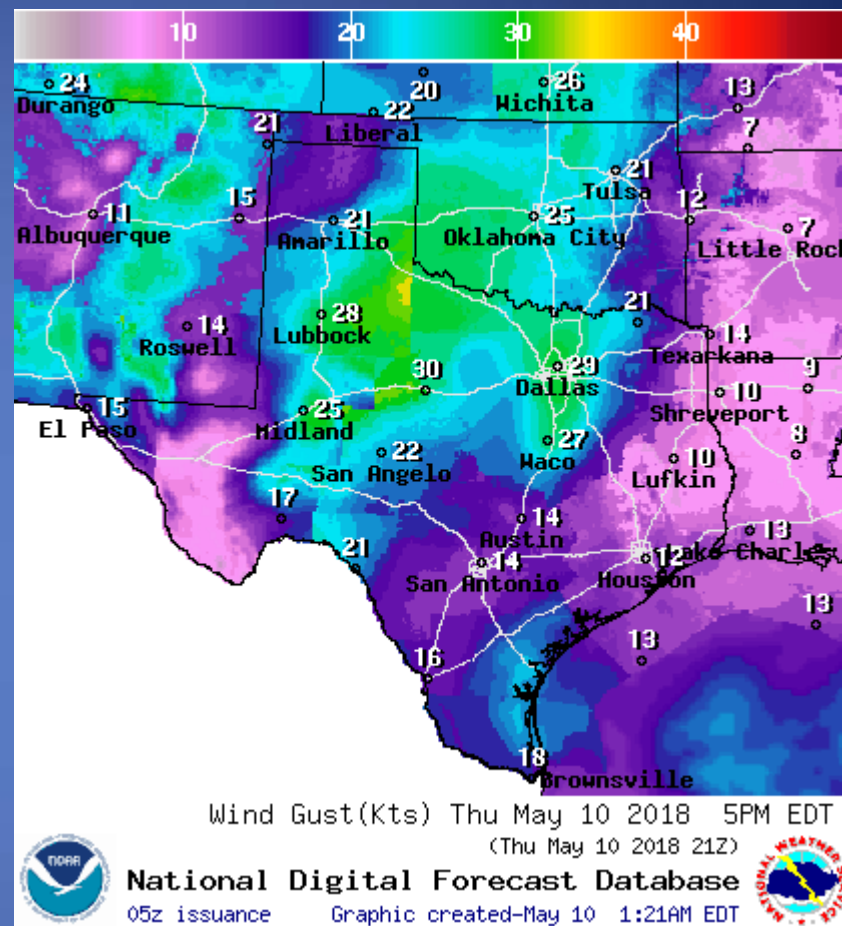 10 20 30 40
24 Durango
20
26 Wichita
13
22 Liberal
21
7
21 Tulsa
11 Albuquerque
15
21 Amarillo
25 Oklahoma City
12
7 Little Rock
14 Roswell
28 Lubbock
21
14 Texarkana
29 Dallas
15 El Paso
25 Midland
30
10 Shreveport
9
22 San Angelo
27 Waco
10 Lufkin
8
17
14 Austin
13 Lake Charles
21
14 San Antonio
12 Houston
13
16
13
18 Brownsville
Wind Gust(Kts) Thu May 10 2018 5PM EDT
(Thu May 10 2018 21Z)
NOAA
National Digital Forecast Database
05z issuance Graphic created-May 10 1:21AM EDT
NATIONAL WEATHER SERVICE